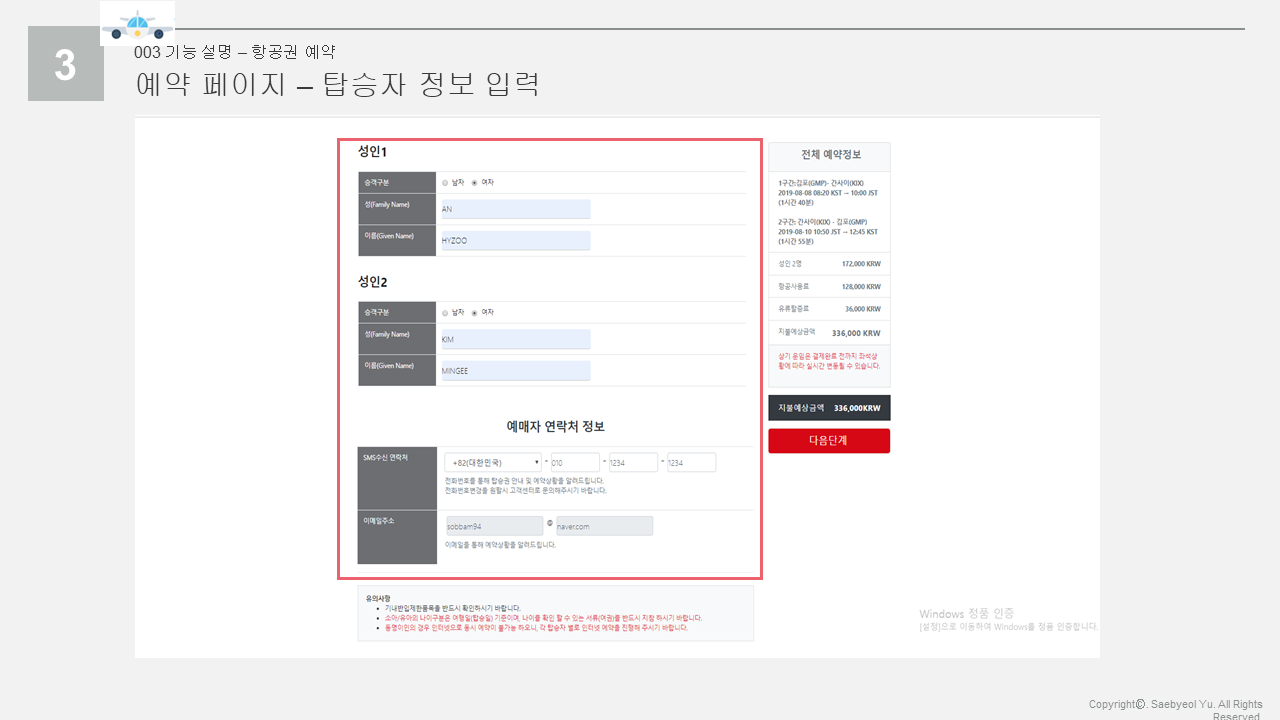 3
003 기능 설명 – 항공권 예약
예약 페이지 – 탑승자 정보 입력
성인1
승객구분 남자 여자
성(Family Name) AN
이름(Given Name) HYZOO
성인2
승객구분 남자 여자
성(Family Name) KIM
이름(Given Name) MINGEE
예매자 연락처 정보
SMS수신 연락처 +82(대한민국) - 010 - 1234 - 1234
전화번호를 통해 탑승권 안내 및 예약상황을 알려드립니다.
전화번호변경를 원할시 고객센터로 문의해주시기 바랍니다.
이메일주소 sobbam94 @ naver.com
이메일을 통해 예약상황을 알려드립니다.
유의사항
기내반입제한품목을 반드시 확인하시기 바랍니다.
소아/유아의 나이구분은 여행일(탑승일) 기준이며, 나이를 확인 할 수 있는 서류(여권)를 반드시 지참 하시기 바랍니다.
동명이인의 경우 인터넷으로 동시 예약이 불가능 하오니, 각 탑승자 별로 인터넷 예약을 진행해 주시기 바랍니다.
전체 예약정보
1구간:김포(GMP)- 간사이(KIX)
2019-08-08 08:20 KST → 10:00 JST
(1시간 40분)
2구간: 간사이(KIX) - 김포(GMP)
2019-08-10 10:50 JST → 12:45 KST
(1시간 55분)
성인 2명 172,000 KRW
항공사용료 128,000 KRW
유류할증료 36,000 KRW
지불예상금액 336,000 KRW
상기 운임은 결제완료 전까지 좌석상
황에 따라 실시간 변동될 수 있습니다.
지불예상금액 336,000KRW
다음단계
Windows 정품 인증
[설정]으로 이동하여 Windows를 정품 인증합니다.
Copyright©. Saebyeol Yu. All Rights
Reserved.